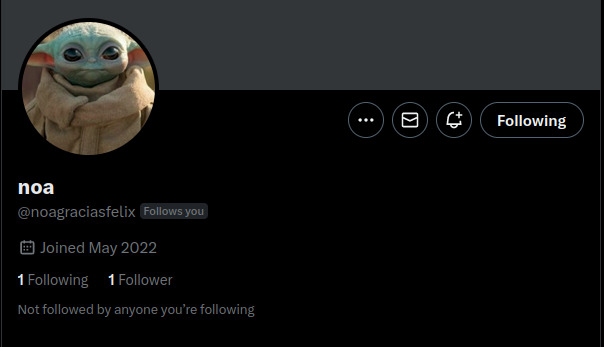 Following
noa
@noagraciasfelix Follows you
Joined May 2022
1 Following 1 Follower
Not followed by anyone you're following